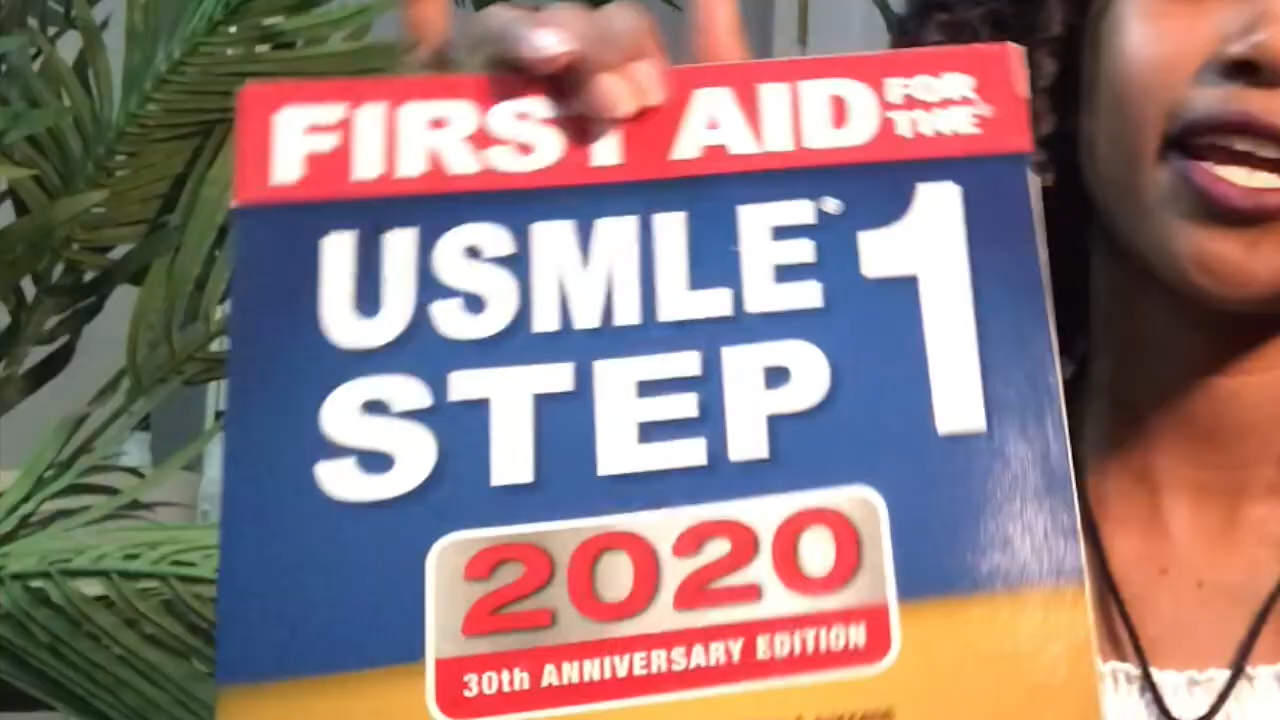 FIRST AID FOR THE
USMLE® 1
STEP
2020
30th ANNIVERSARY EDITION